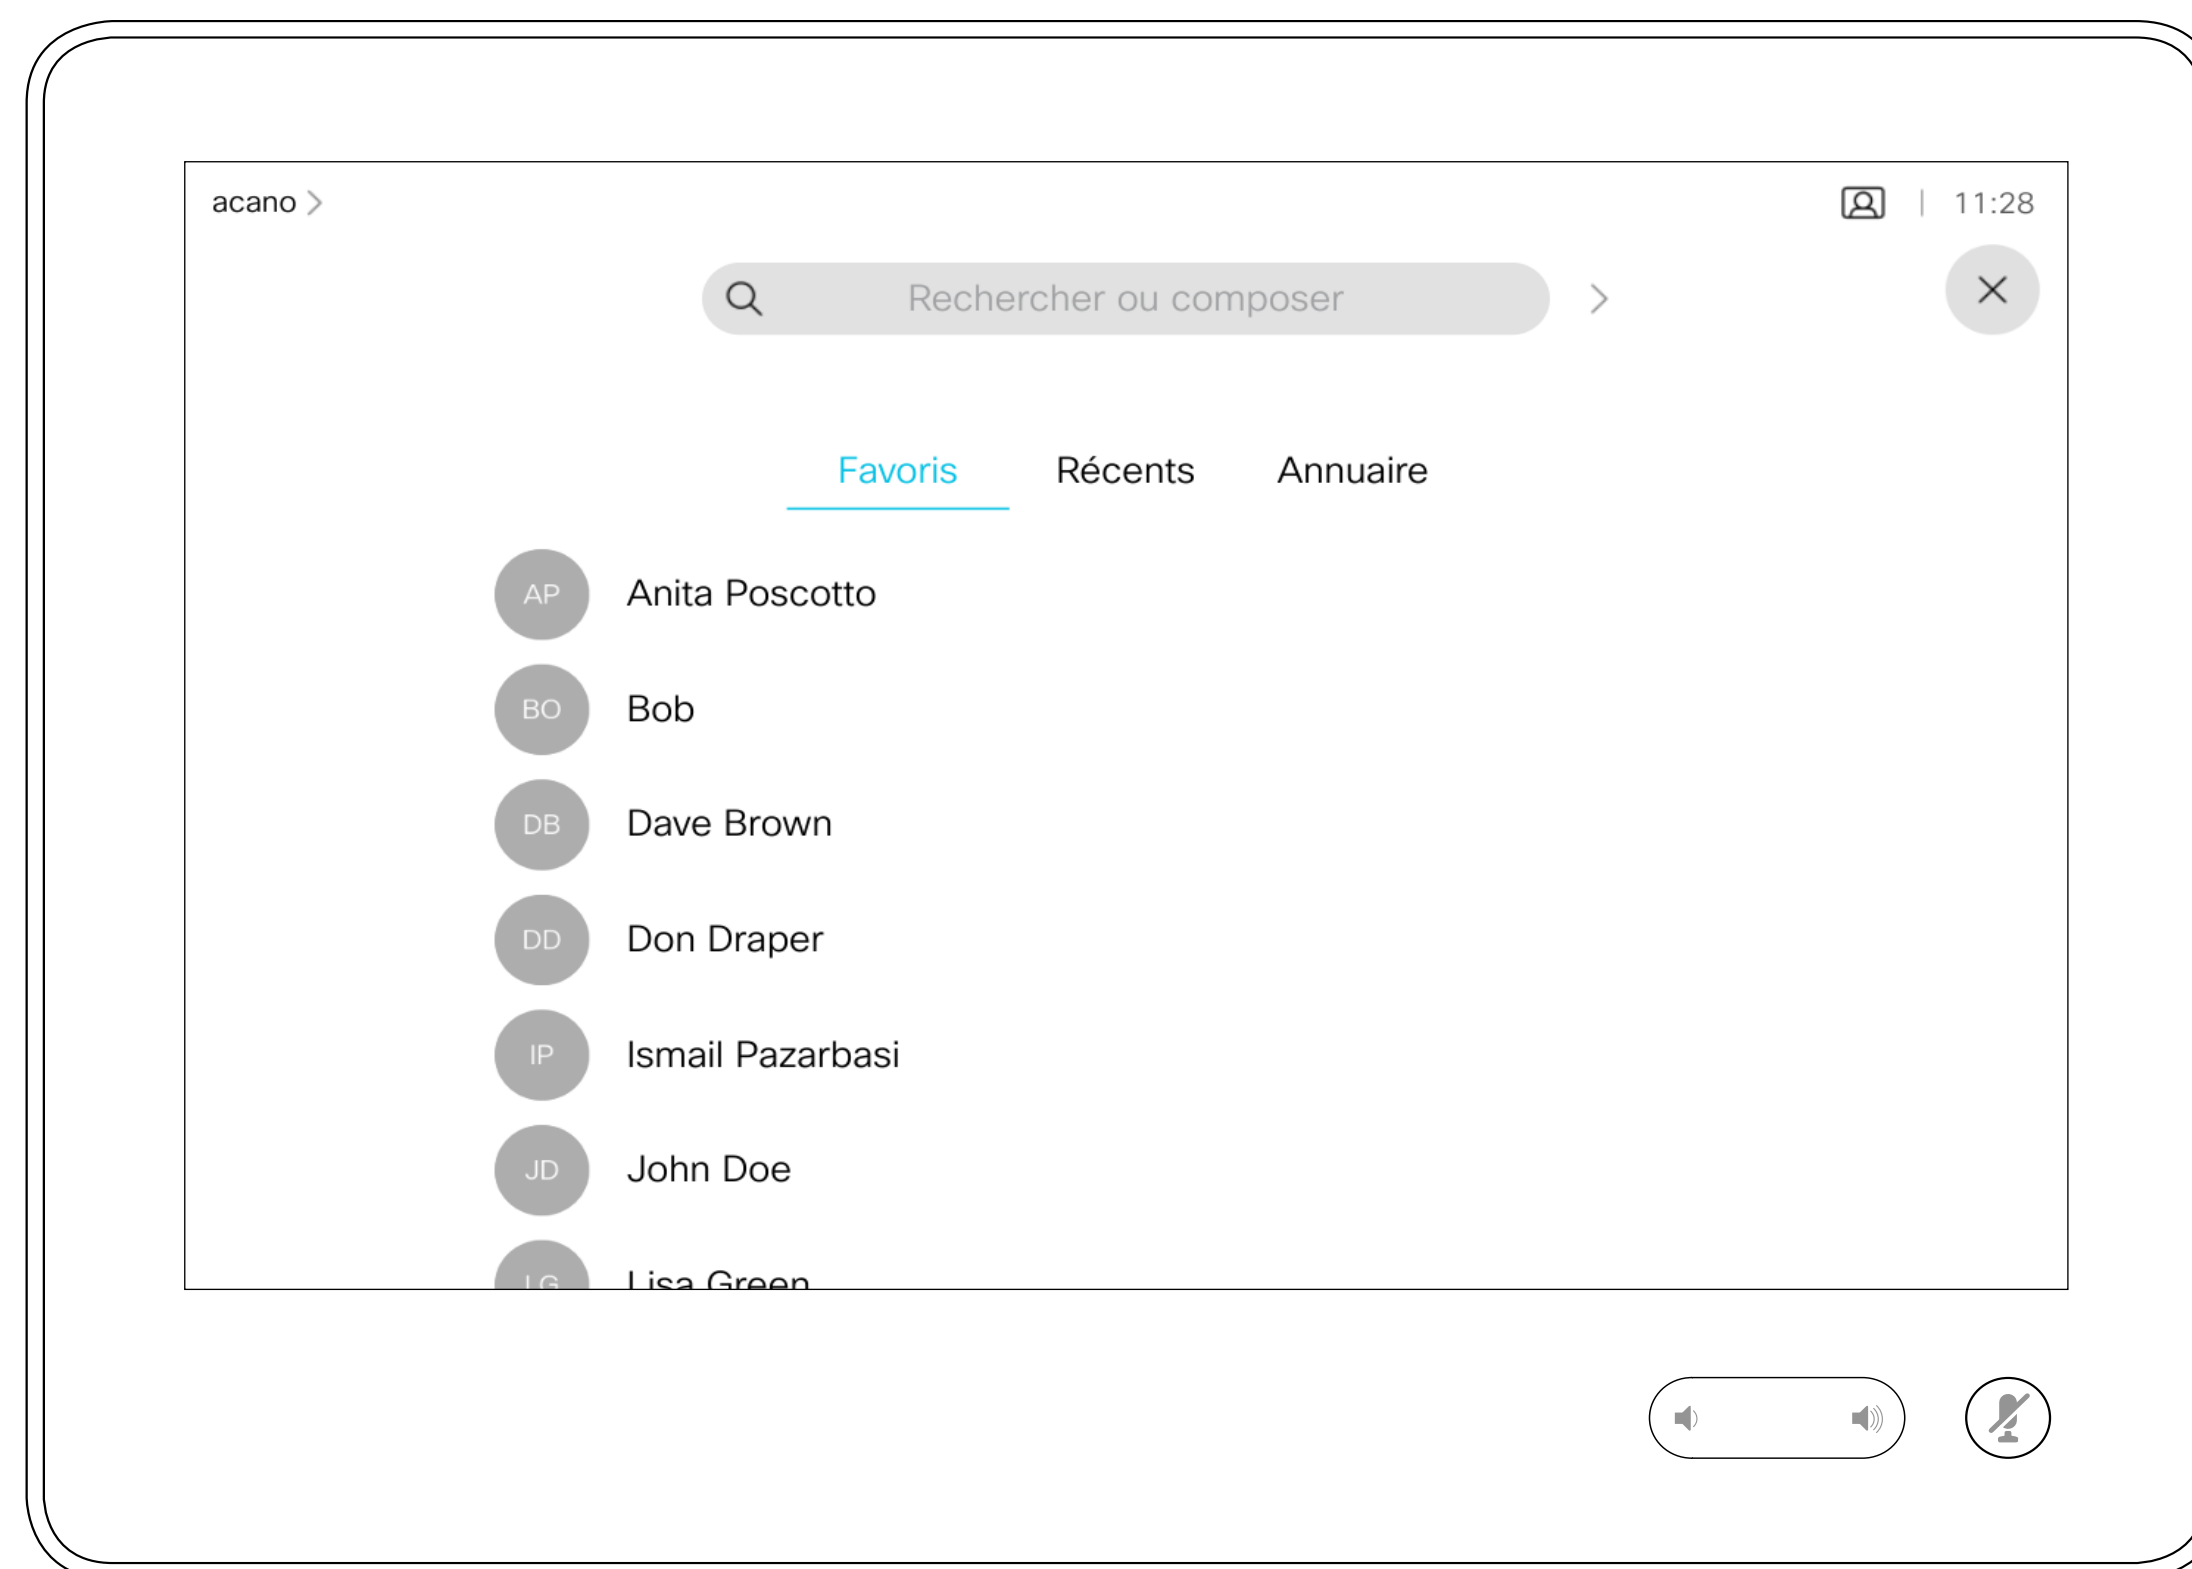 acano
11:28
Rechercher ou composer
Favoris Récents Annuaire
AP Anita Poscotto
BO Bob
DB Dave Brown
DD Don Draper
IP Ismail Pazarbasi
JD John Doe
LG Lisa Green